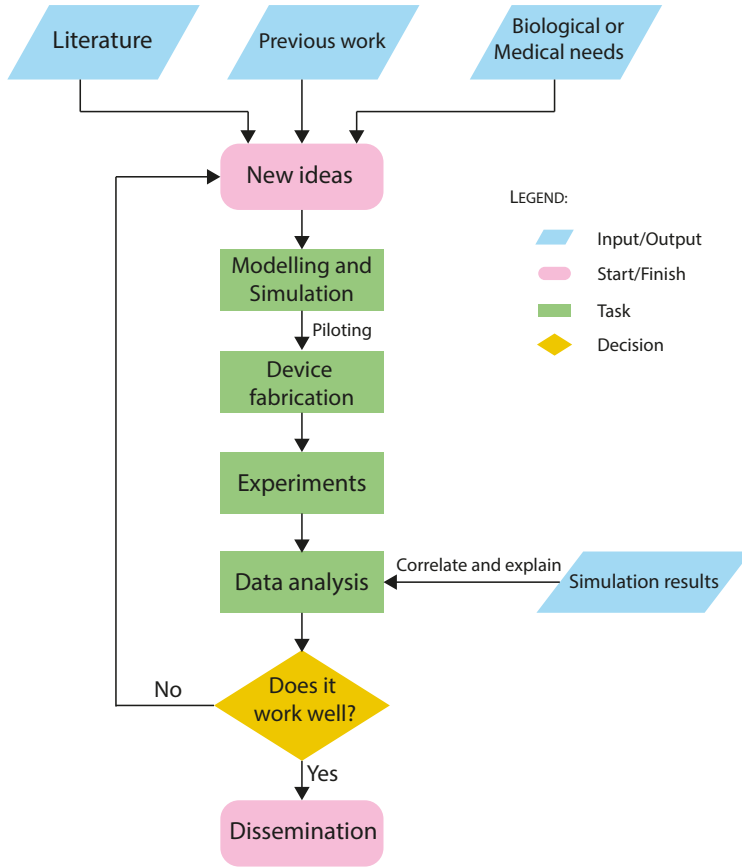 Literature
Previous work
Biological or
Medical needs
New ideas
LEGEND:
Input/Output
Start/Finish
Task
Decision
Modelling and
Simulation
Piloting
Device
fabrication
Experiments
Data analysis
Correlate and explain
Simulation results
Does it
work well?
No
Yes
Dissemination